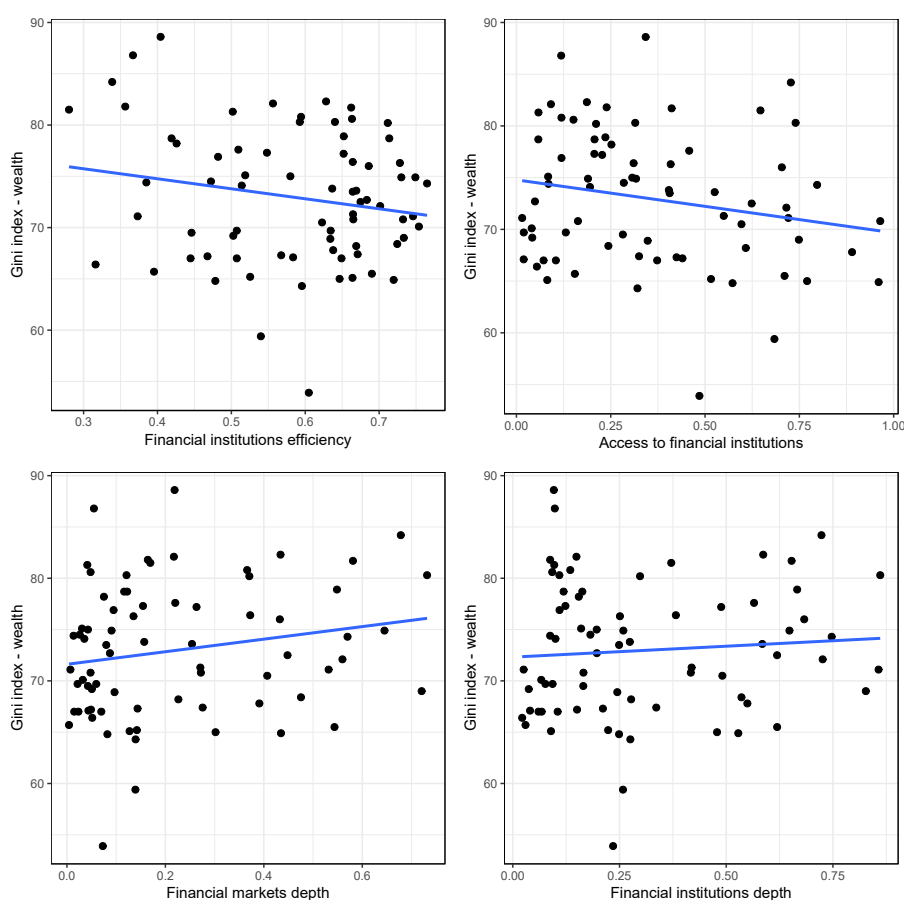 90
80
70
60
Gini index - wealth
0.3 0.4 0.5 0.6 0.7
Financial institutions efficiency
90
80
70
60
Gini index - wealth
0.00 0.25 0.50 0.75 1.00
Access to financial institutions
90
80
70
60
Gini index - wealth
0.0 0.2 0.4 0.6
Financial markets depth
90
80
70
60
Gini index - wealth
0.00 0.25 0.50 0.75
Financial institutions depth